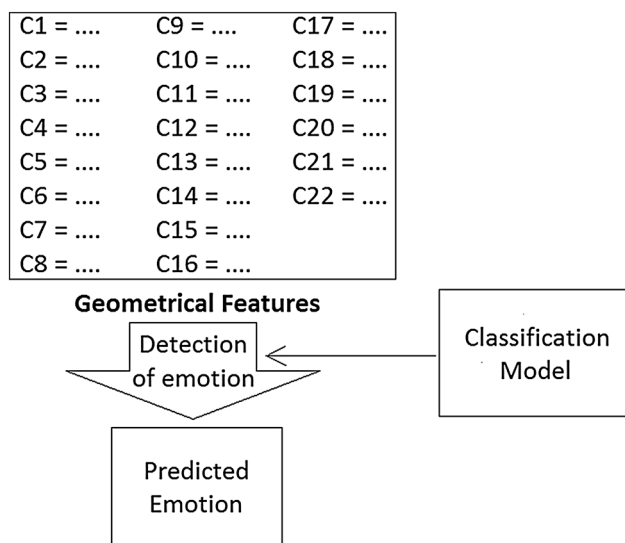 C1 = .... C9 = .... C17 = ....
C2 = .... C10 = .... C18 = ....
C3 = .... C11 = .... C19 = ....
C4 = .... C12 = .... C20 = ....
C5 = .... C13 = .... C21 = ....
C6 = .... C14 = .... C22 = ....
C7 = .... C15 = ....
C8 = .... C16 = ....
Geometrical Features
Detection
of emotion
Classification
Model
Predicted
Emotion